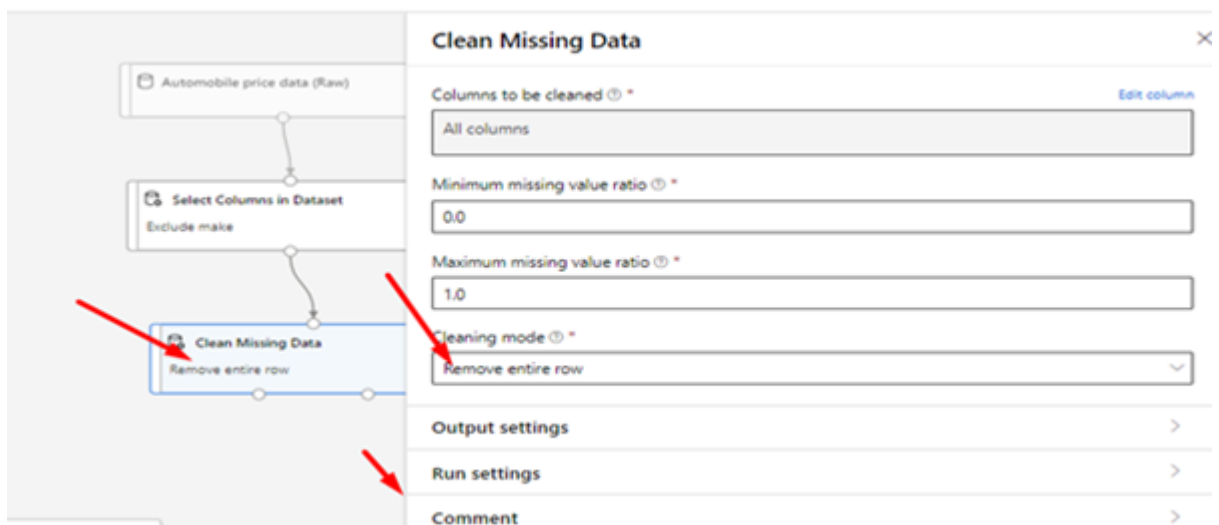 Automobile price data (Raw)
Select Columns in Dataset
Exclude make
Clean Missing Data
Remove entire row
Clean Missing Data
Columns to be cleaned ? *
Edit column
All columns
Minimum missing value ratio ? *
0.0
Maximum missing value ratio ? *
1.0
Cleaning mode ? *
Remove entire row
Output settings
Run settings
Comment